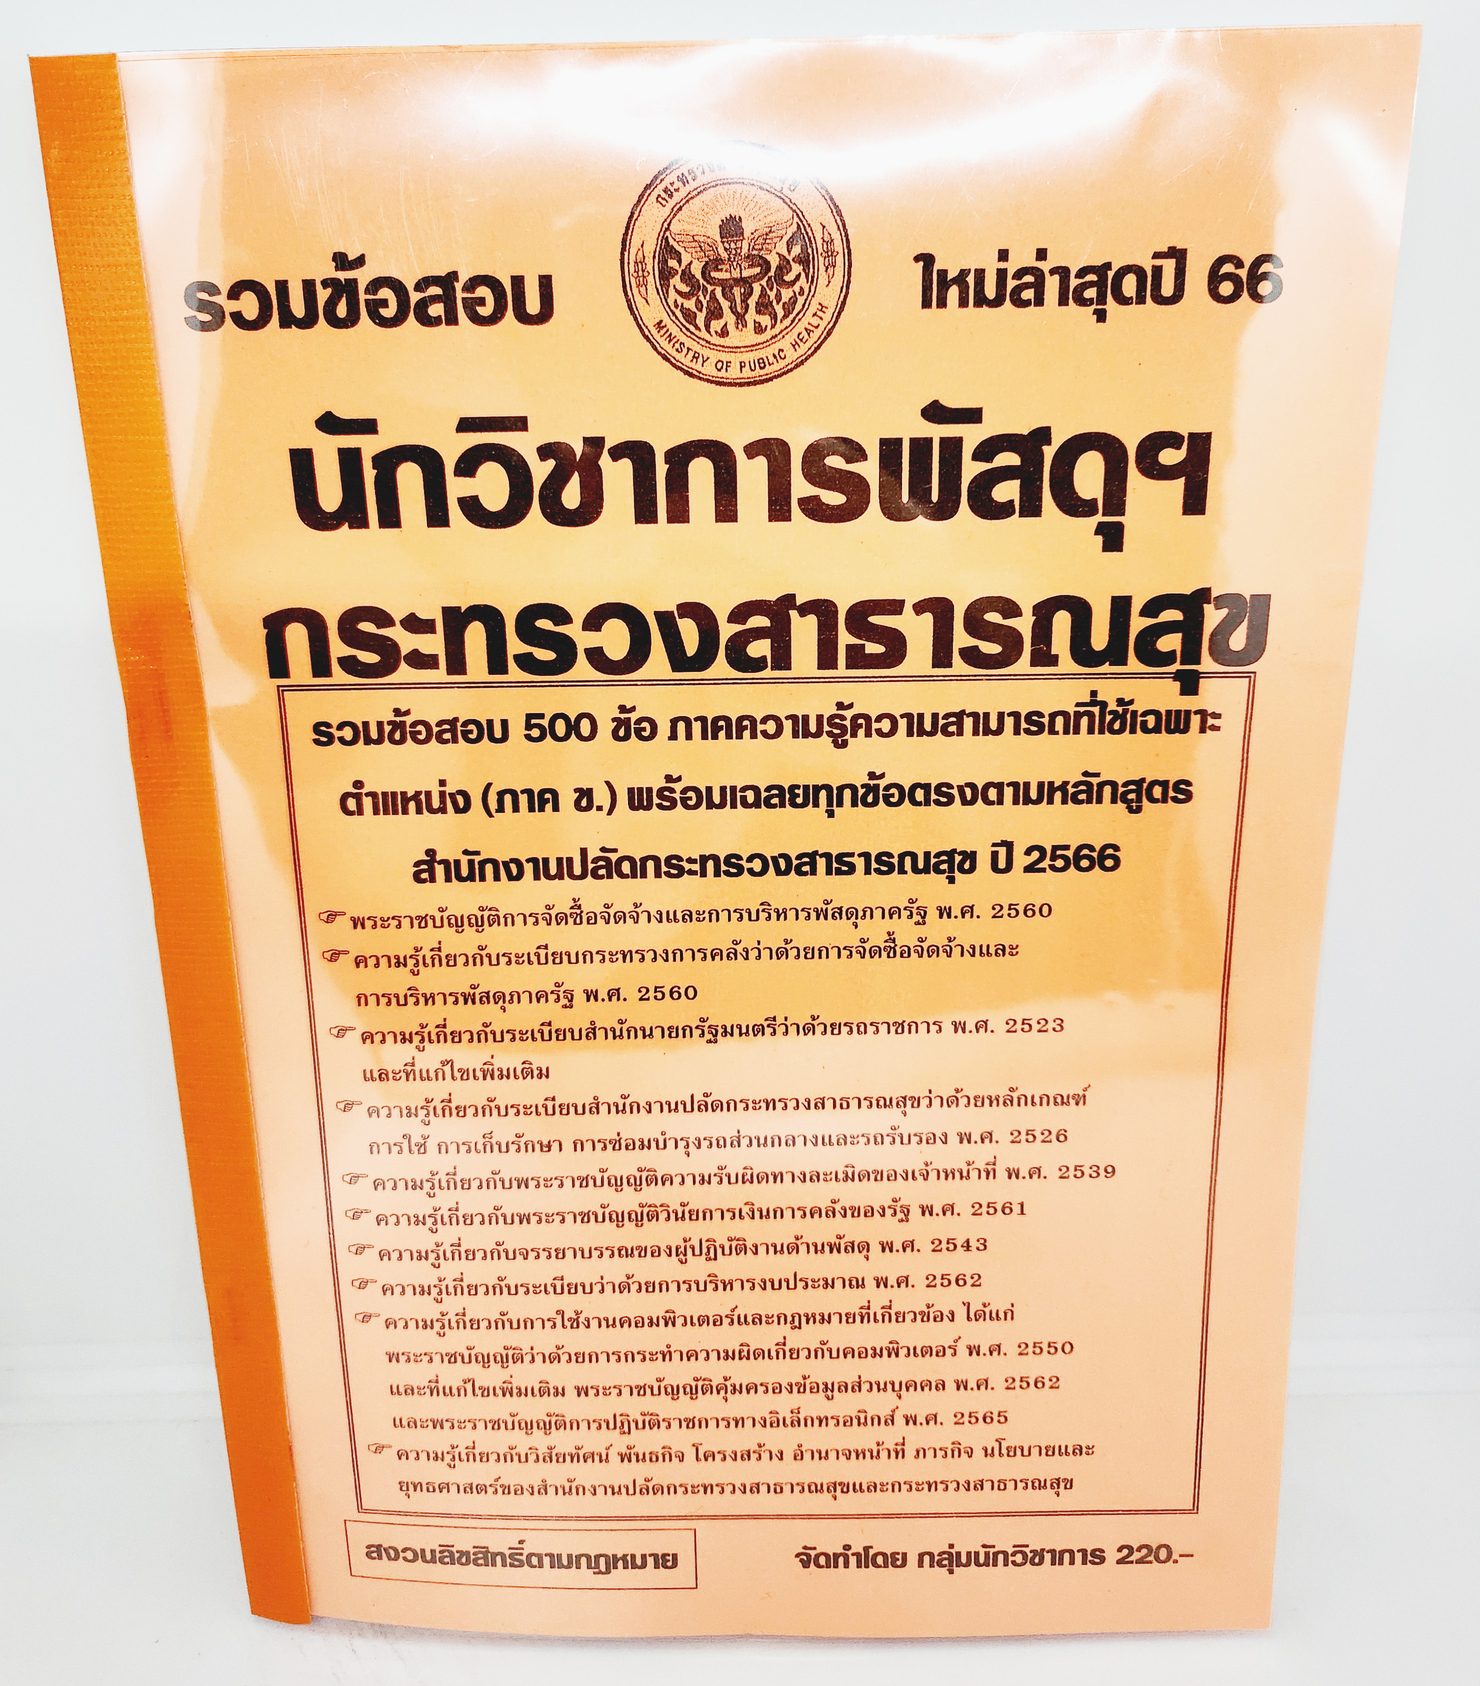 รวมข้อสอบ
ใหม่ล่าสุดปี 66
MINISTRY OF PUBLIC HEALTH
นักวิชาการพัสดุฯ
กระทรวงสาธารณสุข
รวมข้อสอบ 500 ข้อ ภาคความรู้ความสามารถที่ใช้เฉพาะ
ตำแหน่ง (ภาค ข.) พร้อมเฉลยทุกข้อตรงตามหลักสูตร
สำนักงานปลัดกระทรวงสาธารณสุข ปี 2566
☞ พระราชบัญญัติการจัดซื้อจัดจ้างและการบริหารพัสดุภาครัฐ พ.ศ. 2560
☞ ความรู้เกี่ยวกับระเบียบกระทรวงการคลังว่าด้วยการจัดซื้อจัดจ้างและ
การบริหารพัสดุภาครัฐ พ.ศ. 2560
☞ ความรู้เกี่ยวกับระเบียบสำนักนายกรัฐมนตรีว่าด้วยรถราชการ พ.ศ. 2523
และที่แก้ไขเพิ่มเติม
☞ ความรู้เกี่ยวกับระเบียบสำนักงานปลัดกระทรวงสาธารณสุขว่าด้วยหลักเกณฑ์
การใช้ การเก็บรักษา การซ่อมบำรุงรถส่วนกลางและรถรับรอง พ.ศ. 2526
☞ ความรู้เกี่ยวกับพระราชบัญญัติความรับผิดทางละเมิดของเจ้าหน้าที่ พ.ศ. 2539
☞ ความรู้เกี่ยวกับพระราชบัญญัติวินัยการเงินการคลังของรัฐ พ.ศ. 2561
☞ ความรู้เกี่ยวกับจรรยาบรรณของผู้ปฏิบัติงานด้านพัสดุ พ.ศ. 2543
☞ ความรู้เกี่ยวกับระเบียบว่าด้วยการบริหารงบประมาณ พ.ศ. 2562
☞ ความรู้เกี่ยวกับการใช้งานคอมพิวเตอร์และกฎหมายที่เกี่ยวข้อง ได้แก่
พระราชบัญญัติว่าด้วยการกระทำความผิดเกี่ยวกับคอมพิวเตอร์ พ.ศ. 2550
และที่แก้ไขเพิ่มเติม พระราชบัญญัติคุ้มครองข้อมูลส่วนบุคคล พ.ศ. 2562
และพระราชบัญญัติการปฏิบัติราชการทางอิเล็กทรอนิกส์ พ.ศ. 2565
☞ ความรู้เกี่ยวกับวิสัยทัศน์ พันธกิจ โครงสร้าง อำนาจหน้าที่ ภารกิจ นโยบายและ
ยุทธศาสตร์ของสำนักงานปลัดกระทรวงสาธารณสุขและกระทรวงสาธารณสุข
สงวนลิขสิทธิ์ตามกฎหมาย
จัดทำโดย กลุ่มนักวิชาการ 220.-